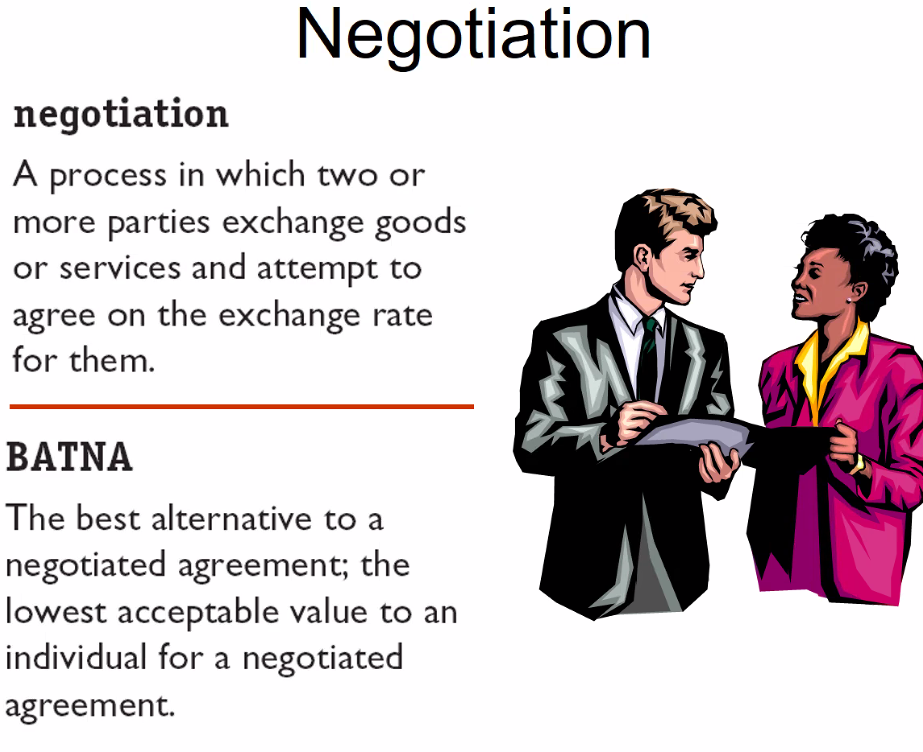 Negotiation
negotiation
A process in which two or
more parties exchange goods
or services and attempt to
agree on the exchange rate
for them.
BATNA
The best alternative to a
negotiated agreement; the
lowest acceptable value to an
individual for a negotiated
agreement.